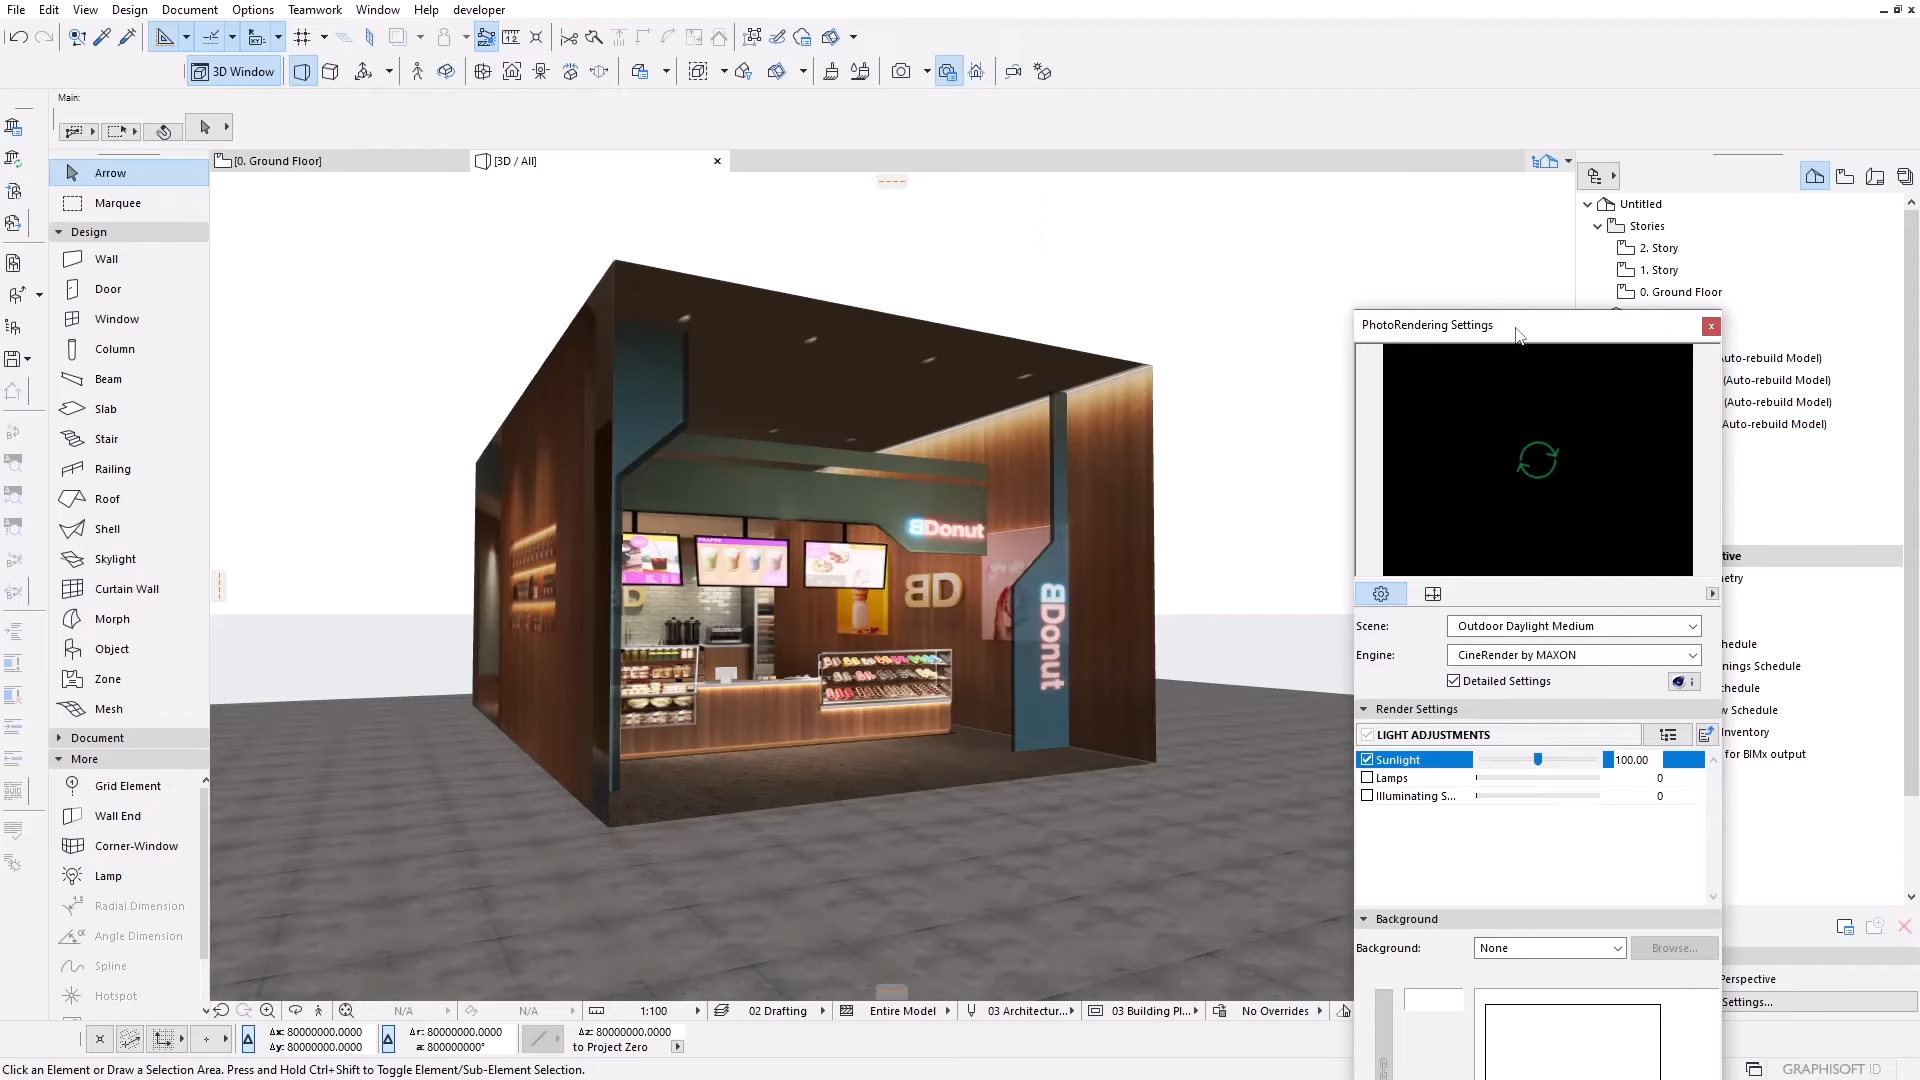 File Edit View Design Document Options Teamwork Window Help developer
3D Window
Main:
[0. Ground Floor]
[3D / All]
Arrow
Marquee
Design
Wall
Door
Window
Column
Beam
Slab
Stair
Railing
Roof
Shell
Skylight
Curtain Wall
Morph
Object
Zone
Mesh
Document
More
Grid Element
Wall End
Corner-Window
Lamp
Radial Dimension
Angle Dimension
Spline
Hotspot
BDonut
BD
BDonut
Untitled
Stories
2. Story
1. Story
0. Ground Floor
PhotoRendering Settings
uto-rebuild Model)
(Auto-rebuild Model)
(Auto-rebuild Model)
Auto-rebuild Model)
tive
netry
Scene: Outdoor Daylight Medium
Engine: CineRender by MAXON
Detailed Settings
Render Settings
LIGHT ADJUSTMENTS
Sunlight 100.00
Lamps 0
Illuminating S... 0
hedule
nings Schedule
hedule
w Schedule
Inventory
for BIMx output
Background
Background: None Browse...
Perspective
Settings...
N/A N/A 1:100 02 Drafting Entire Model 03 Architectur... 03 Building Pl... No Overrides
Δx: 80000000.0000 Δr: 80000000.0000 Δz: 80000000.0000
Δy: 80000000.0000 a: 800000000° to Project Zero
Click an Element or Draw a Selection Area. Press and Hold Ctrl+Shift to Toggle Element/Sub-Element Selection.
GRAPHISOFT ID